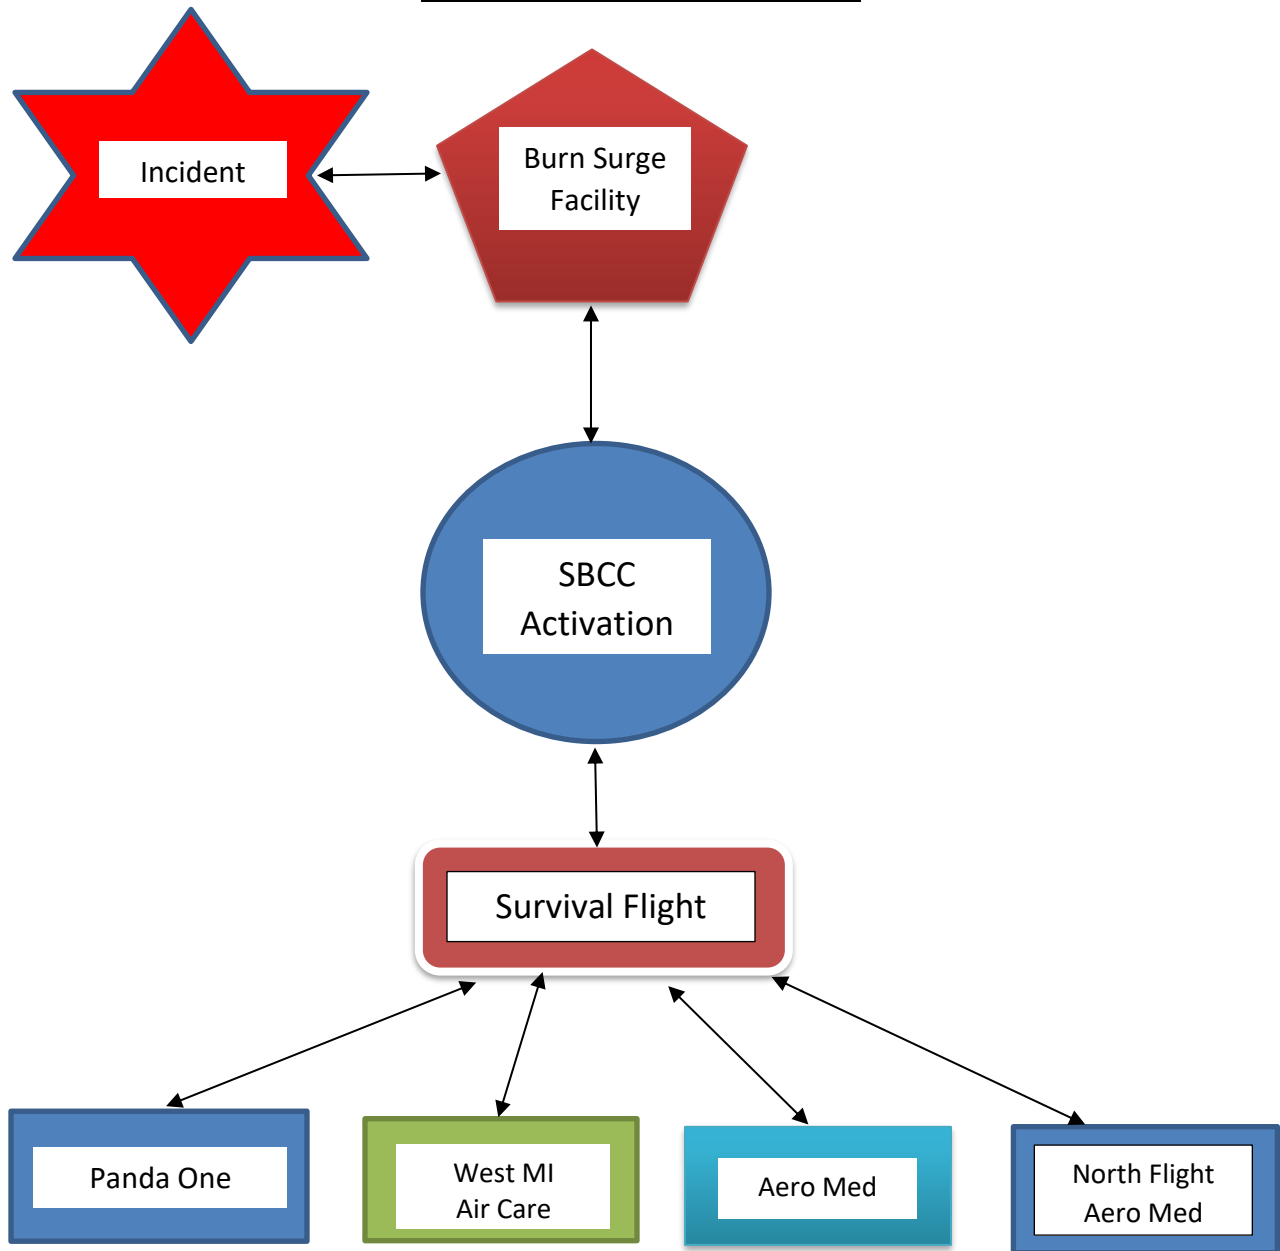 Incident
Burn Surge
Facility
SBCC
Activation
Survival Flight
Panda One
West MI
Air Care
Aero Med
North Flight
Aero Med